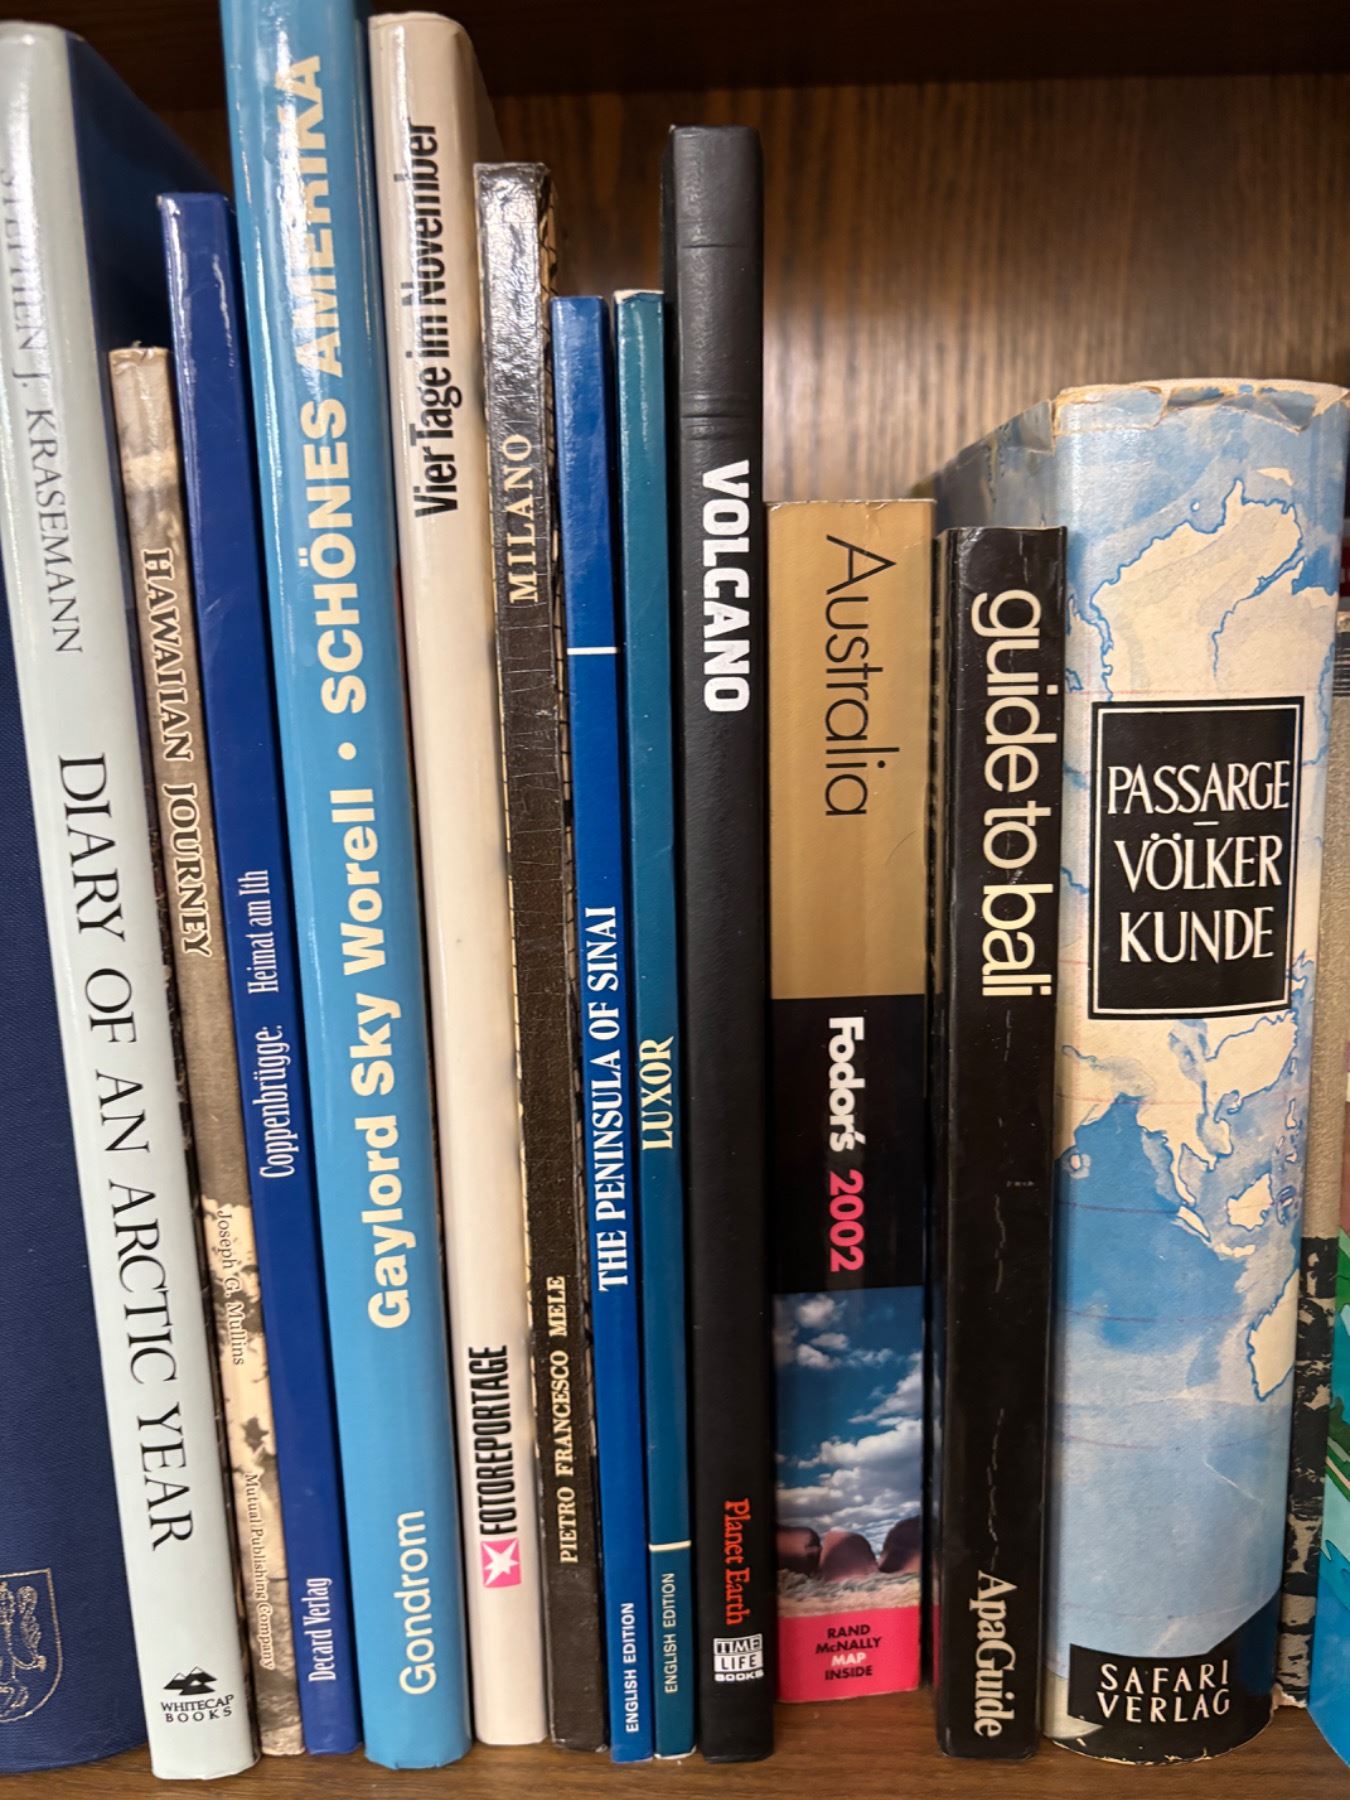 STEPHEN J. KRASEMANN
DIARY OF AN ARCTIC YEAR
WHITECAP
BOOKS
HAWAIIAN JOURNEY
Joseph G. Mullins
Mutual Publishing Company
Coppenbrügge: Heimat am Ith
Decard Verlag
Gaylord Sky Worell · SCHÖNES AMERIKA
Gondrom
Vier Tage im November
FOTOREPORTAGE
MILANO
PIETRO FRANCESCO MELE
THE PENINSULA OF SINAI
ENGLISH EDITION
LUXOR
ENGLISH EDITION
VOLCANO
Planet Earth
TIME
LIFE
BOOKS
Australia
Fodor's 2002
RAND
McNALLY
MAP
INSIDE
guide to bali
ApaGuide
PASSARGE
VÖLKER
KUNDE
SAFARI
VERLAG